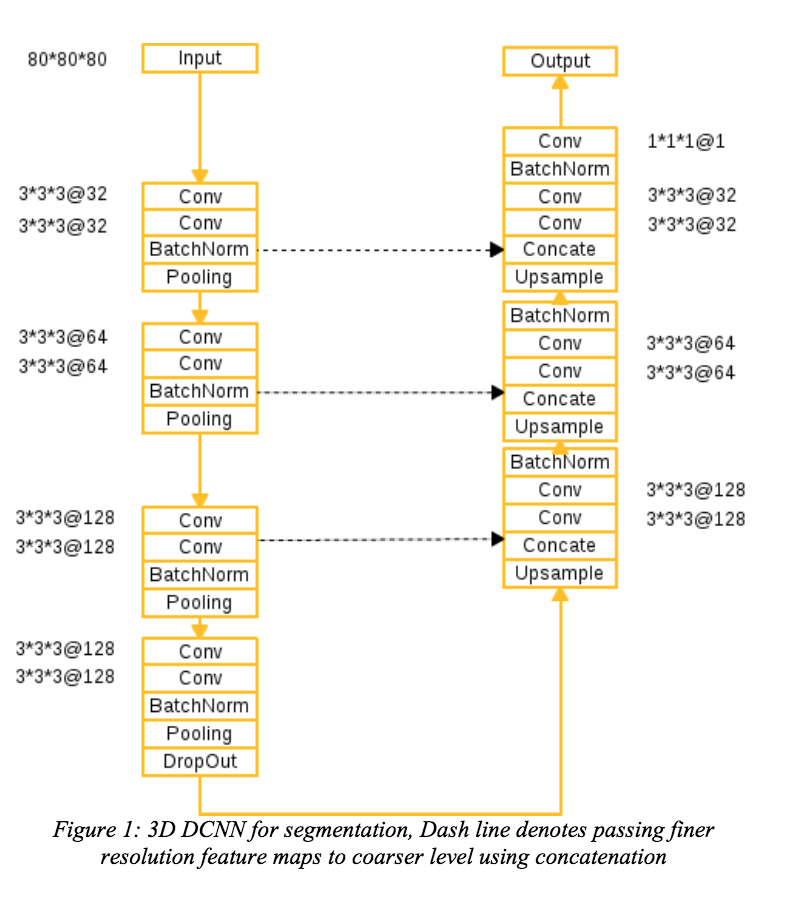 80*80*80
Input
3*3*3@32
Conv
3*3*3@32
Conv
BatchNorm
Pooling
3*3*3@64
Conv
3*3*3@64
Conv
BatchNorm
Pooling
3*3*3@128
Conv
3*3*3@128
Conv
BatchNorm
Pooling
3*3*3@128
Conv
3*3*3@128
Conv
BatchNorm
Pooling
DropOut
Output
Conv
1*1*1@1
BatchNorm
Conv
3*3*3@32
Conv
3*3*3@32
Concate
Upsample
BatchNorm
Conv
3*3*3@64
Conv
3*3*3@64
Concate
Upsample
BatchNorm
Conv
3*3*3@128
Conv
3*3*3@128
Concate
Upsample
Figure 1: 3D DCNN for segmentation, Dash line denotes passing finer
resolution feature maps to coarser level using concatenation